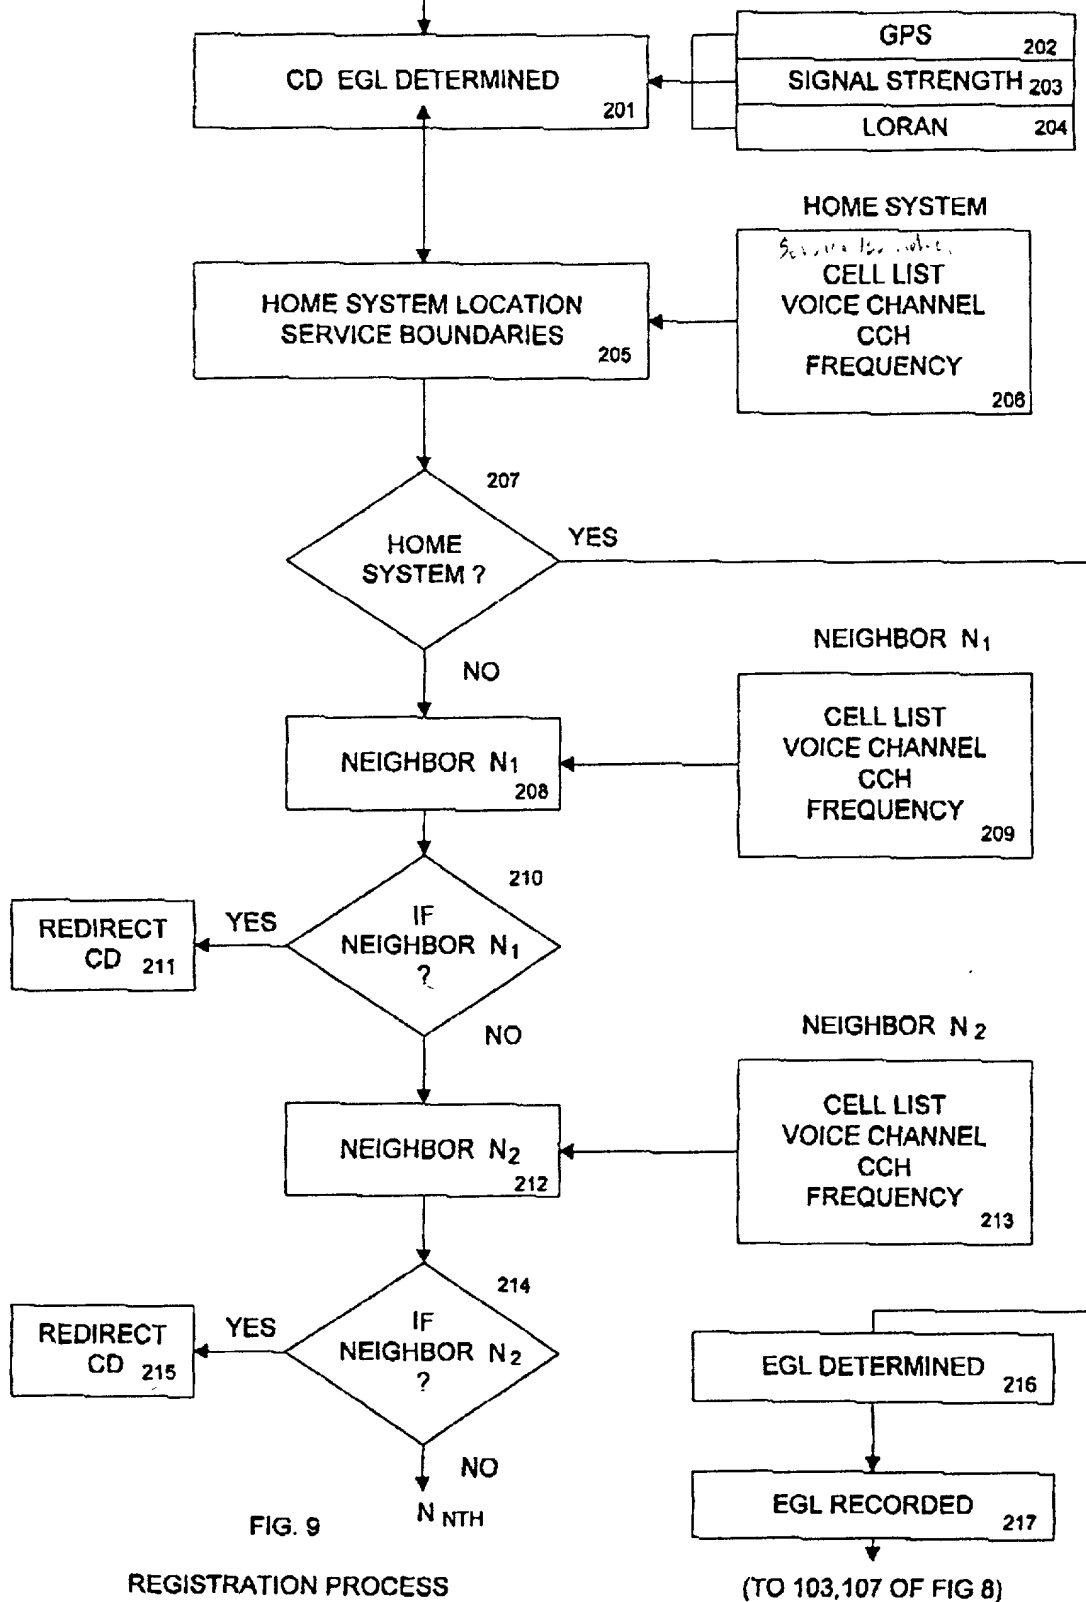 CD EGL DETERMINED
201
GPS
202
SIGNAL STRENGTH 203
LORAN
204
HOME SYSTEM
CELL LIST
VOICE CHANNEL
CCH
FREQUENCY
206
HOME SYSTEM LOCATION
SERVICE BOUNDARIES
205
207
HOME
SYSTEM ?
YES
NO
NEIGHBOR N1
CELL LIST
VOICE CHANNEL
CCH
FREQUENCY
209
NEIGHBOR N1
208
210
IF
NEIGHBOR N1
?
YES
REDIRECT
CD 211
NO
NEIGHBOR N2
CELL LIST
VOICE CHANNEL
CCH
FREQUENCY
213
NEIGHBOR N2
212
214
IF
NEIGHBOR N2
?
YES
REDIRECT
CD 215
NO
N NTH
EGL DETERMINED
216
EGL RECORDED
217
(TO 103,107 OF FIG 8)
FIG. 9
REGISTRATION PROCESS